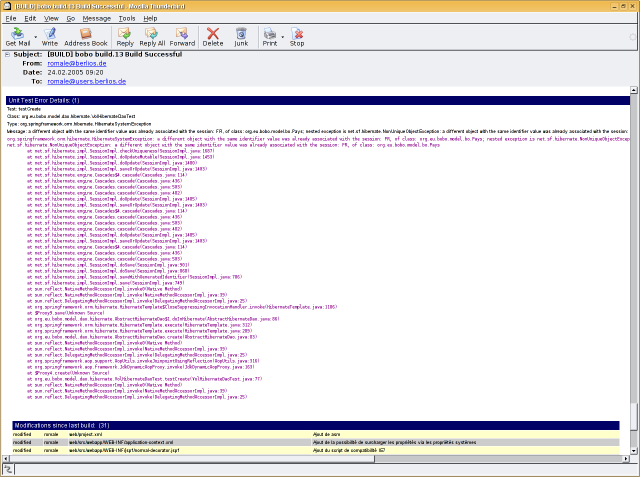 [BUILD] bobo build.13 Build Successful - Mozilla Thunderbird
File Edit View Go Message Tools Help
Get Mail Write Address Book Reply Reply All Forward Delete Junk Print Stop
Subject: [BUILD] bobo build.13 Build Successful
From: romale@berlios.de
Date: 24.02.2005 09:20
To: romale@users.berlios.de
Unit Test Error Details: (1)
Test: testCreate
Class: org.eu.bobo.model.dao.hibernate.VolHibernateDaoTest
Type: org.springframework.orm.hibernate.HibernateSystemException
Message: a different object with the same identifier value was already associated with the session: FR, of class: org.eu.bobo.model.bo.Pays; nested exception is net.sf.hibernate.NonUniqueObjectException: a different object with the same identifier value was already associated with the session:
org.springframework.orm.hibernate.HibernateSystemException: a different object with the same identifier value was already associated with the session: FR, of class: org.eu.bobo.model.bo.Pays; nested exception is net.sf.hibernate.NonUniqueObjectExcep
net.sf.hibernate.NonUniqueObjectException: a different object with the same identifier value was already associated with the session: FR, of class: org.eu.bobo.model.bo.Pays
at net.sf.hibernate.impl.SessionImpl.checkUniqueness(SessionImpl.java:1687)
at net.sf.hibernate.impl.SessionImpl.doUpdateMutable(SessionImpl.java:1453)
at net.sf.hibernate.impl.SessionImpl.doUpdate(SessionImpl.java:1480)
at net.sf.hibernate.impl.SessionImpl.saveOrUpdate(SessionImpl.java:1403)
at net.sf.hibernate.engine.Cascades$4.cascade(Cascades.java:114)
at net.sf.hibernate.engine.Cascades.cascade(Cascades.java:436)
at net.sf.hibernate.engine.Cascades.cascade(Cascades.java:503)
at net.sf.hibernate.engine.Cascades.cascade(Cascades.java:482)
at net.sf.hibernate.impl.SessionImpl.doUpdate(SessionImpl.java:1485)
at net.sf.hibernate.impl.SessionImpl.saveOrUpdate(SessionImpl.java:1403)
at net.sf.hibernate.engine.Cascades$4.cascade(Cascades.java:114)
at net.sf.hibernate.engine.Cascades.cascade(Cascades.java:436)
at net.sf.hibernate.engine.Cascades.cascade(Cascades.java:503)
at net.sf.hibernate.engine.Cascades.cascade(Cascades.java:482)
at net.sf.hibernate.impl.SessionImpl.doUpdate(SessionImpl.java:1485)
at net.sf.hibernate.impl.SessionImpl.saveOrUpdate(SessionImpl.java:1403)
at net.sf.hibernate.engine.Cascades$4.cascade(Cascades.java:114)
at net.sf.hibernate.engine.Cascades.cascade(Cascades.java:436)
at net.sf.hibernate.engine.Cascades.cascade(Cascades.java:503)
at net.sf.hibernate.impl.SessionImpl.doSave(SessionImpl.java:901)
at net.sf.hibernate.impl.SessionImpl.doSave(SessionImpl.java:868)
at net.sf.hibernate.impl.SessionImpl.saveWithGeneratedIdentifier(SessionImpl.java:786)
at net.sf.hibernate.impl.SessionImpl.save(SessionImpl.java:749)
at sun.reflect.NativeMethodAccessorImpl.invoke0(Native Method)
at sun.reflect.NativeMethodAccessorImpl.invoke(NativeMethodAccessorImpl.java:39)
at sun.reflect.DelegatingMethodAccessorImpl.invoke(DelegatingMethodAccessorImpl.java:25)
at org.springframework.orm.hibernate.HibernateTemplate$CloseSuppressingInvocationHandler.invoke(HibernateTemplate.java:1106)
at $Proxy9.save(Unknown Source)
at org.eu.bobo.model.dao.hibernate.AbstractHibernateDao$1.doInHibernate(AbstractHibernateDao.java:86)
at org.springframework.orm.hibernate.HibernateTemplate.execute(HibernateTemplate.java:312)
at org.springframework.orm.hibernate.HibernateTemplate.execute(HibernateTemplate.java:289)
at org.eu.bobo.model.dao.hibernate.AbstractHibernateDao.create(AbstractHibernateDao.java:83)
at sun.reflect.NativeMethodAccessorImpl.invoke0(Native Method)
at sun.reflect.NativeMethodAccessorImpl.invoke(NativeMethodAccessorImpl.java:39)
at sun.reflect.DelegatingMethodAccessorImpl.invoke(DelegatingMethodAccessorImpl.java:25)
at org.springframework.aop.support.AopUtils.invokeJoinpointUsingReflection(AopUtils.java:318)
at org.springframework.aop.framework.JdkDynamicAopProxy.invoke(JdkDynamicAopProxy.java:163)
at $Proxy4.create(Unknown Source)
at org.eu.bobo.model.dao.hibernate.VolHibernateDaoTest.testCreate(VolHibernateDaoTest.java:77)
at sun.reflect.NativeMethodAccessorImpl.invoke0(Native Method)
at sun.reflect.NativeMethodAccessorImpl.invoke(NativeMethodAccessorImpl.java:39)
at sun.reflect.DelegatingMethodAccessorImpl.invoke(DelegatingMethodAccessorImpl.java:25)
Modifications since last build: (31)
modified romale web/project.xml Ajout de asm
modified romale web/src/webapp/WEB-INF/application-context.xml Ajout de la possibilité de surcharger les propriétés via les propriétés systèmes
modified romale web/src/webapp/WEB-INF/jspf/normal-decorator.jspf Ajout du script de compatibilité IE7